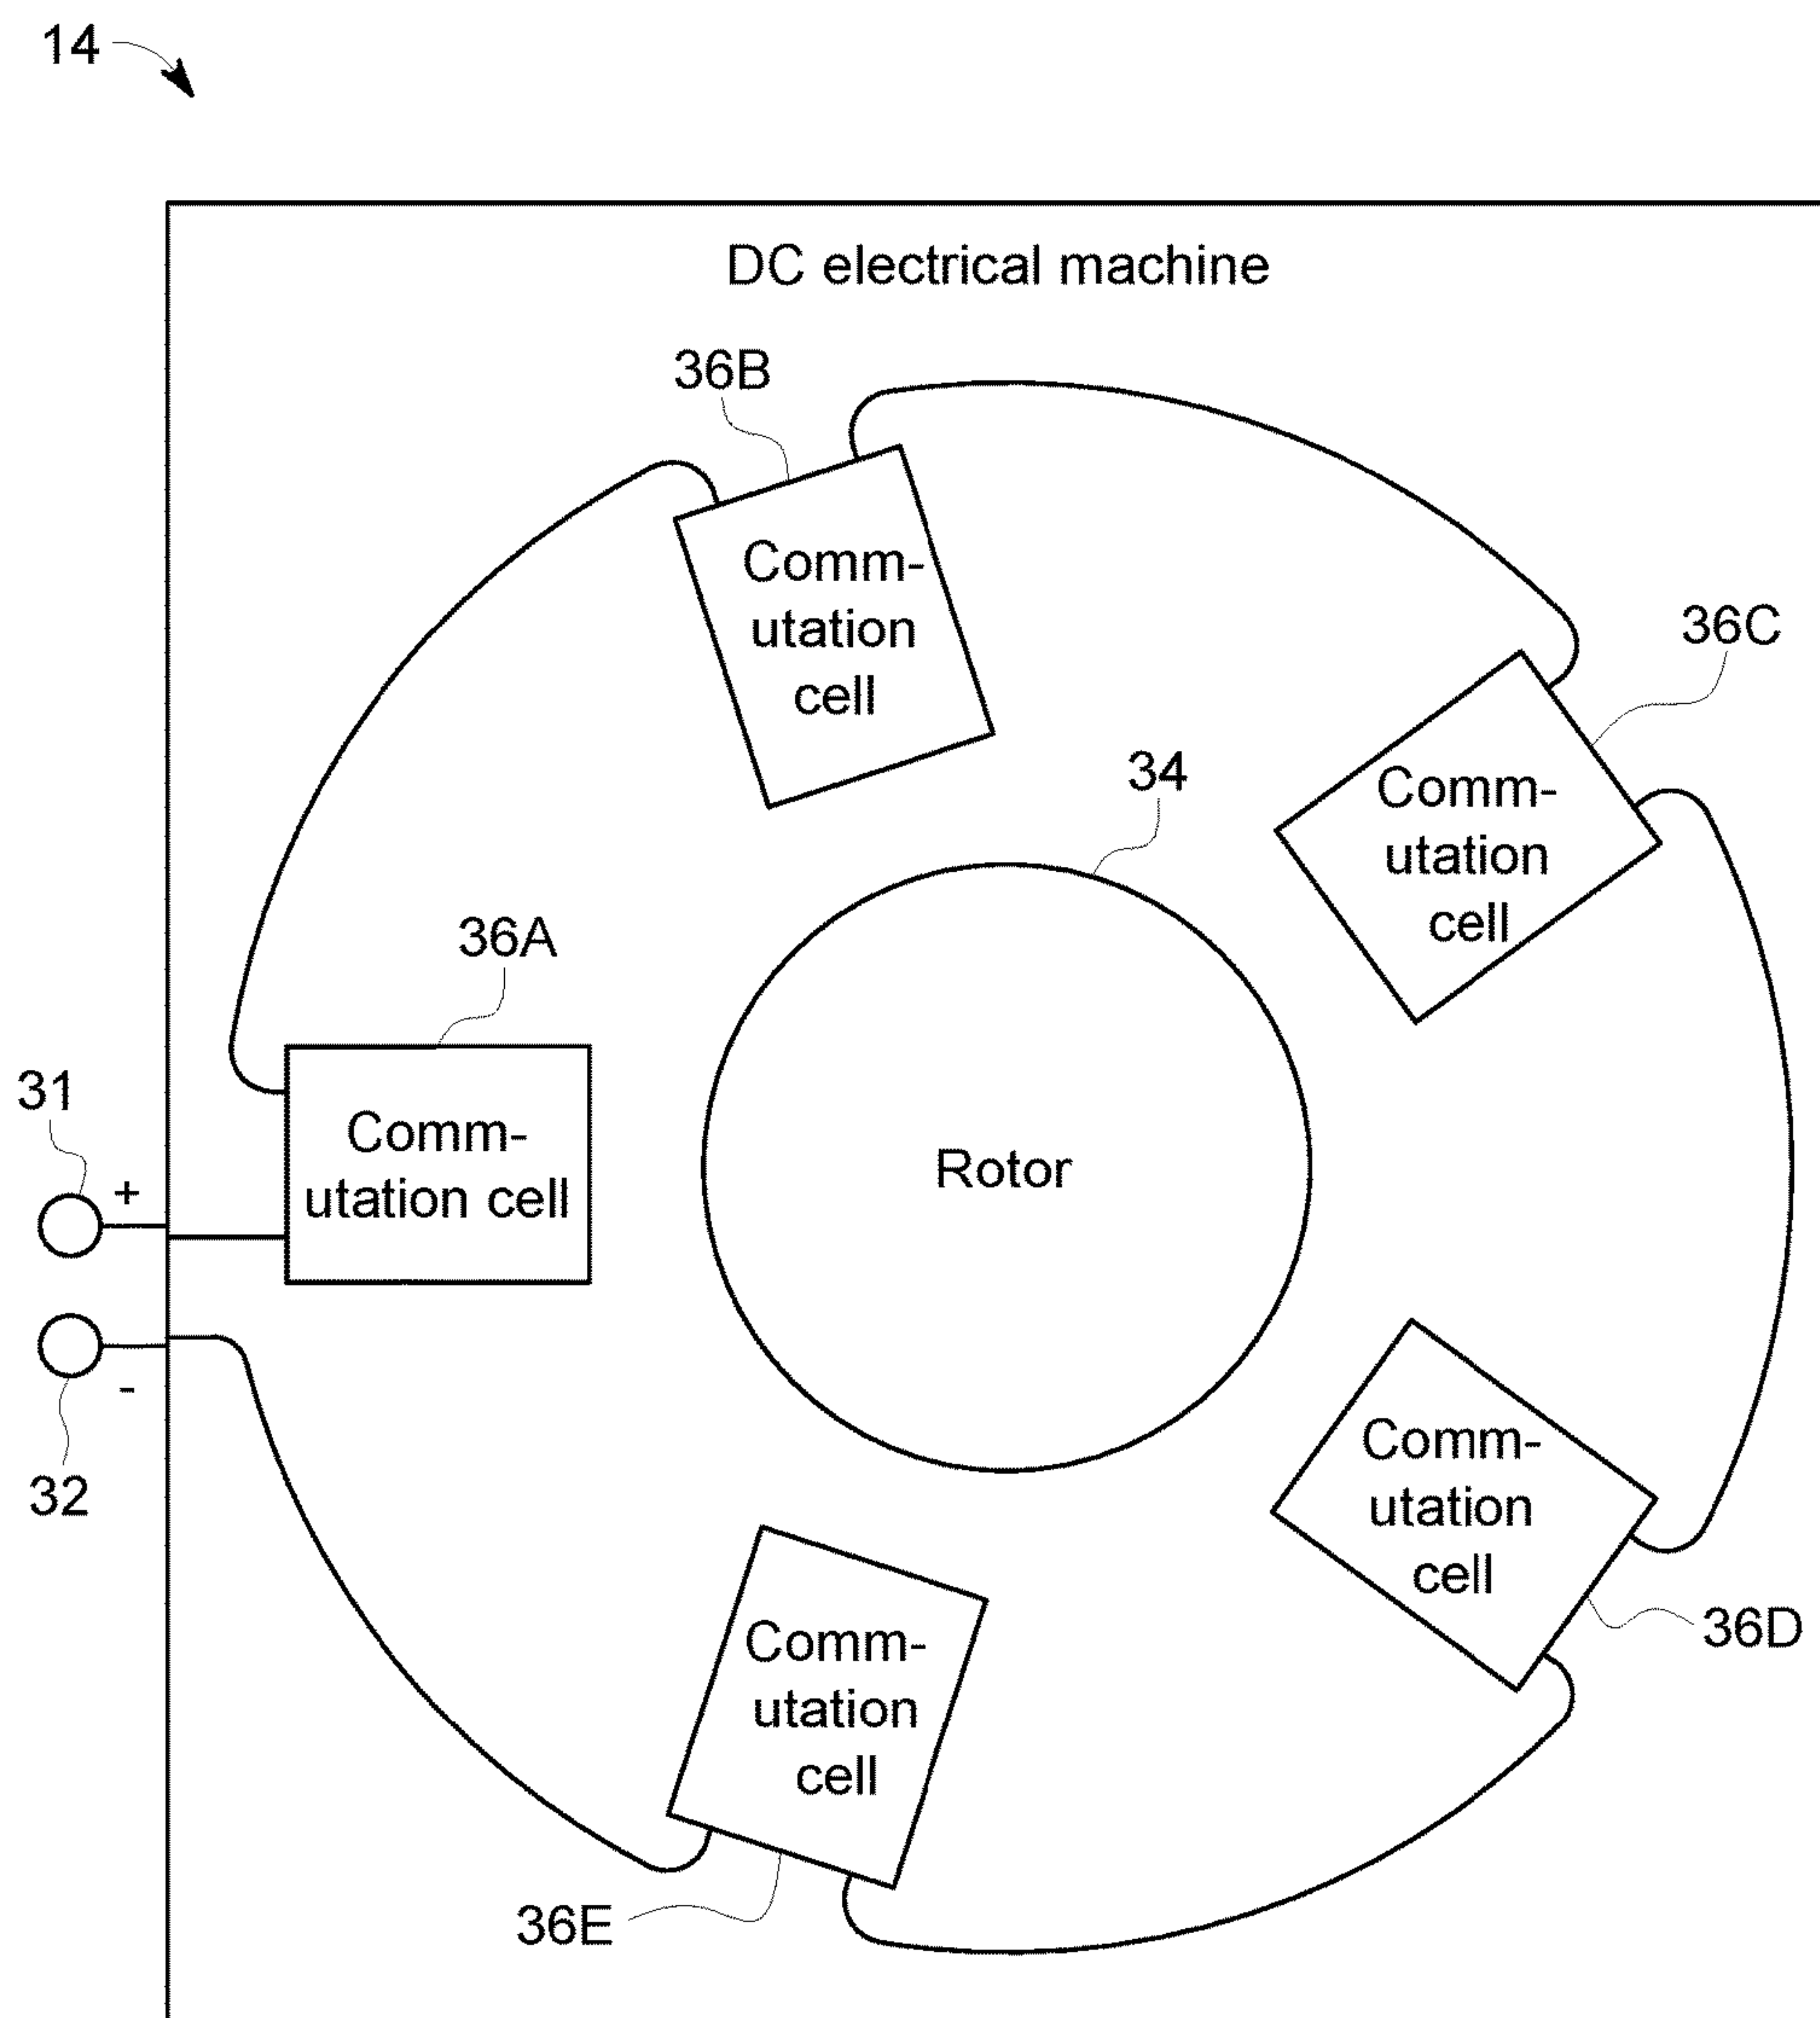 14
DC electrical machine
36B
Comm-
utation
cell
36C
Comm-
utation
cell
34
36A
Comm-
utation cell
31
+
Rotor
-
32
Comm-
utation
cell
36D
Comm-
utation
cell
36E